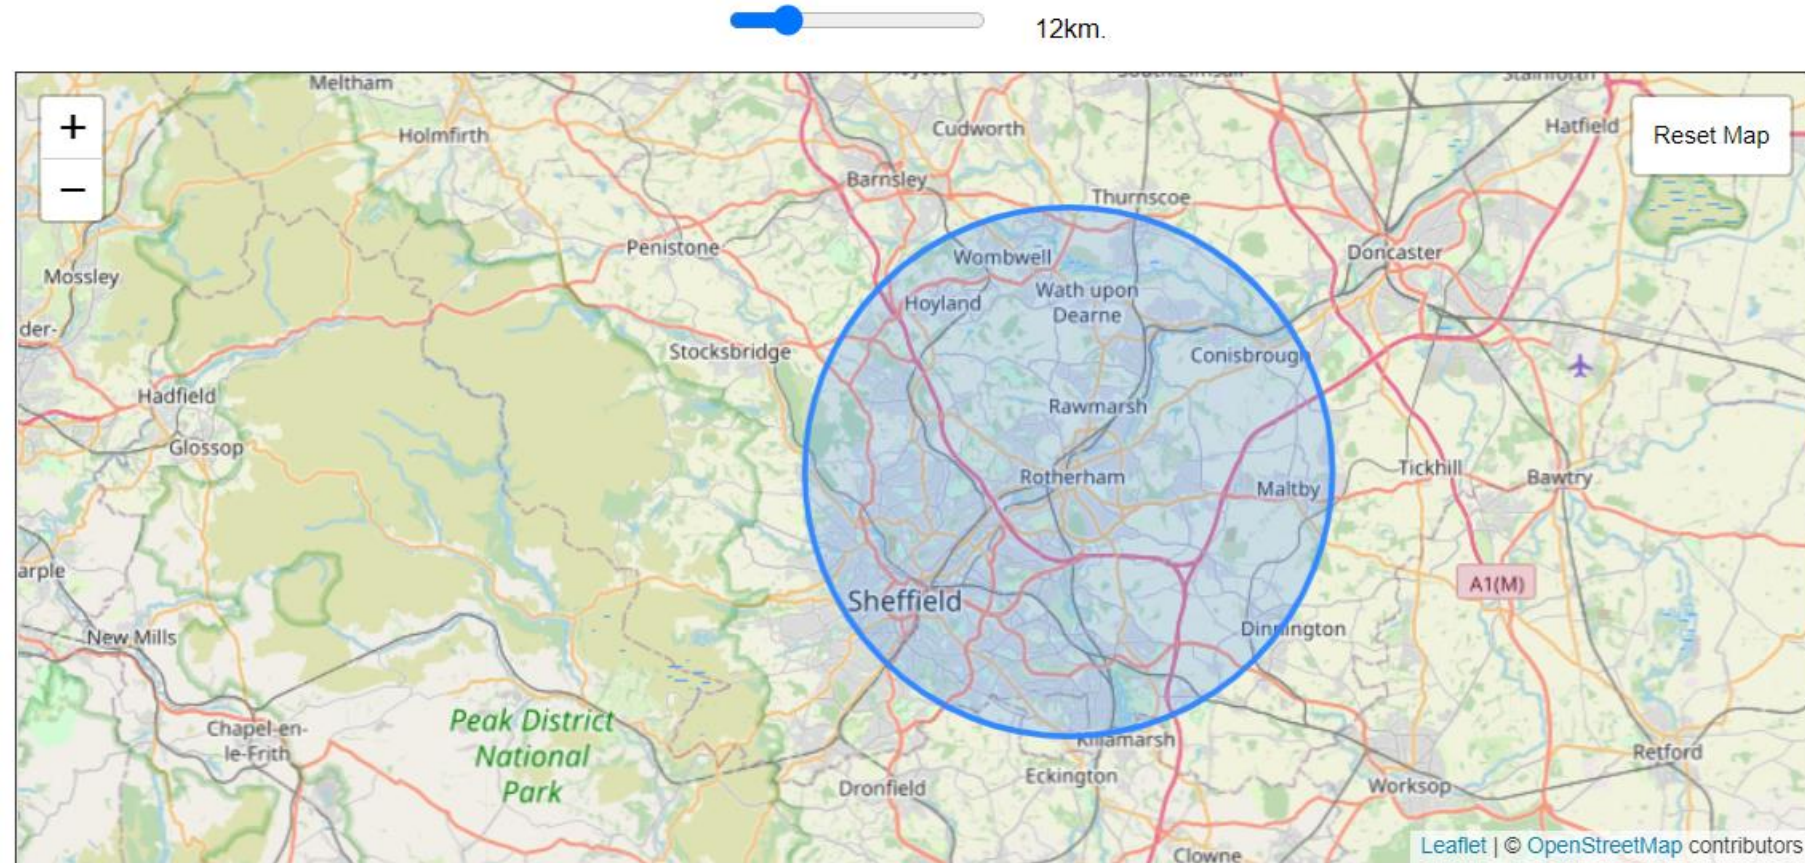 12km.
Meltham
Holmfirth
Cudworth
Hatfield
Reset Map
+
−
Barnsley
Thurnscoe
Penistone
Wombwell
Doncaster
Mossley
Hoyland
Wath upon
Dearne
der-
Stocksbridge
Conisbrough
Hadfield
Rawmarsh
Glossop
Rotherham
Maltby
Tickhill
Bawtry
arple
A1(M)
Sheffield
New Mills
Dinnington
Peak District
National
Park
Chapel-en-
le-Frith
Killamarsh
Retford
Eckington
Dronfield
Worksop
Clowne
Leaflet | © OpenStreetMap contributors